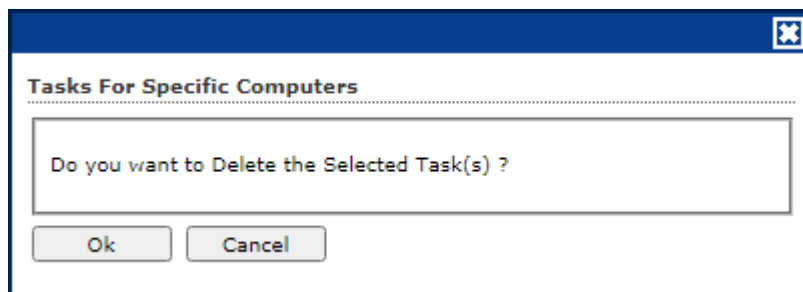 Tasks For Specific Computers
Do you want to Delete the Selected Task(s) ?
Ok Cancel